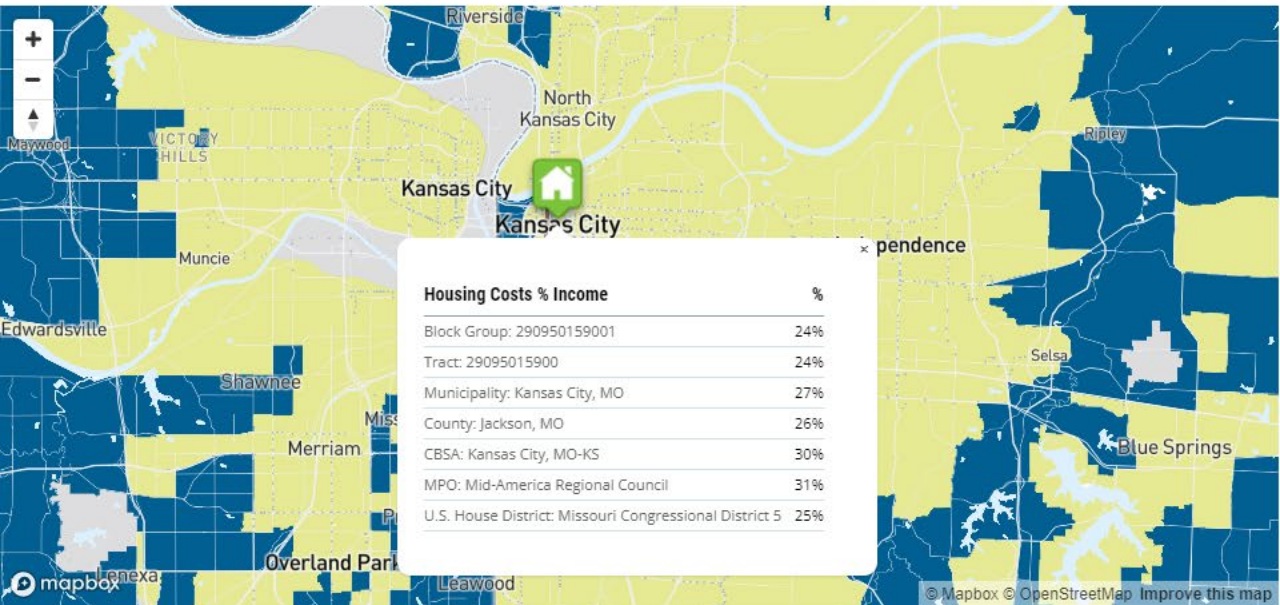 Riverside
+
−
North
Kansas City
Maywood
VICTORY
HILLS
Ripley
Kansas City
Kansas City
pendence
×
Muncie
Housing Costs % Income %
Block Group: 290950159001 24%
Edwardsville
Tract: 29095015900 24%
Selsa
Shawnee
Municipality: Kansas City, MO 27%
Mis
County: Jackson, MO 26%
Merriam
Blue Springs
CBSA: Kansas City, MO-KS 30%
MPO: Mid-America Regional Council 31%
P
U.S. House District: Missouri Congressional District 5 25%
Overland Park
mapbox
Lenexa
Leawood
© Mapbox © OpenStreetMap Improve this map